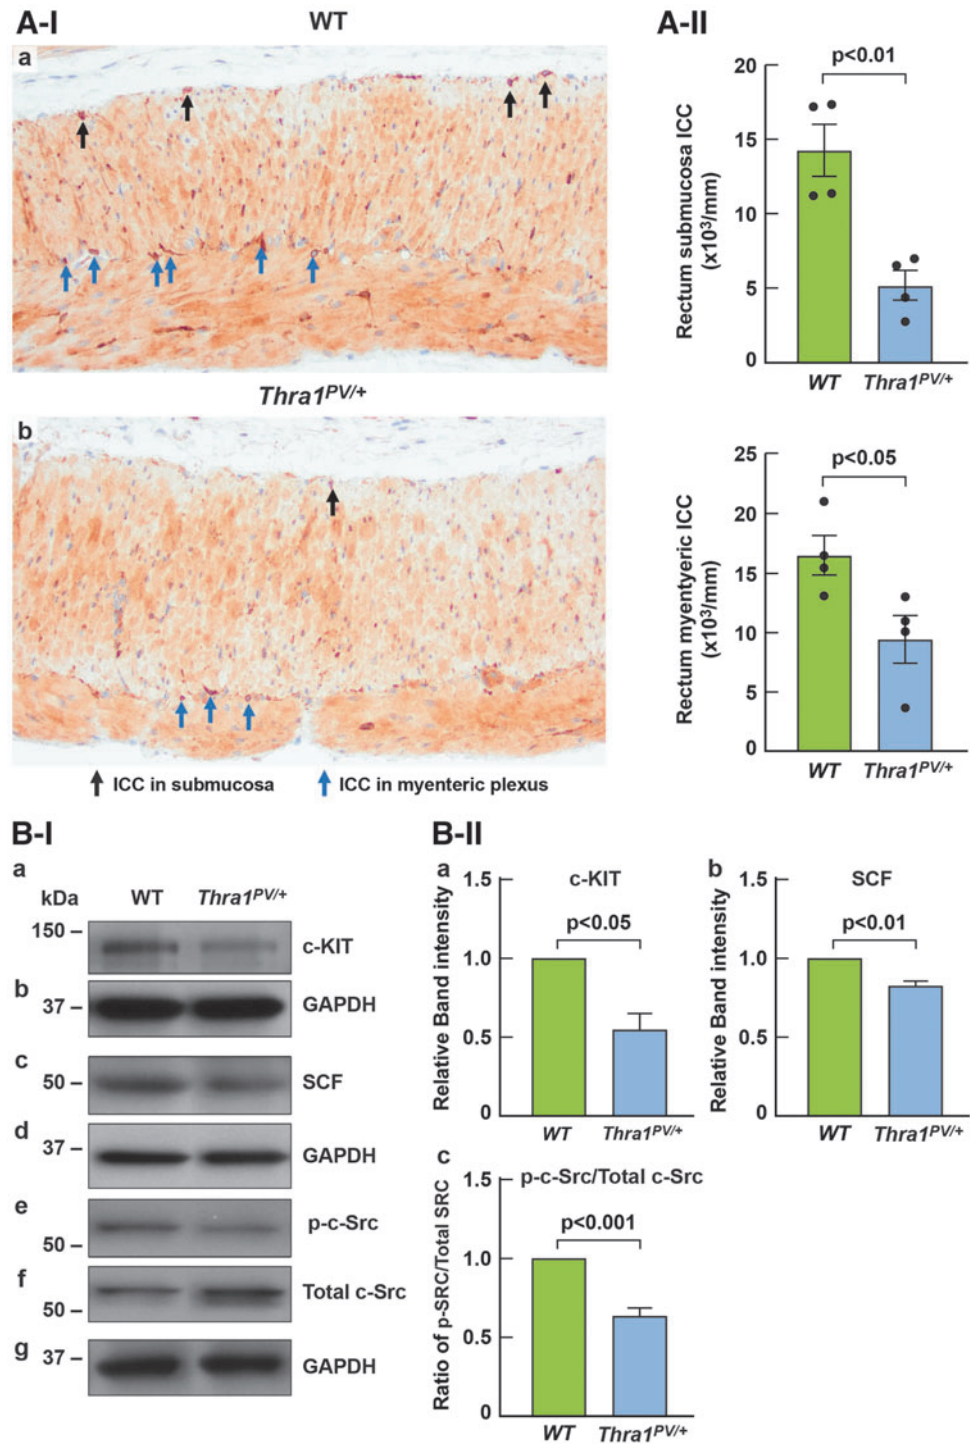 A-I
WT
a
Thra1PV/+
b
ICC in submucosa
ICC in myenteric plexus
A-II
p<0.01
20
15
10
5
0
Rectum submucosa ICC
(x10³/mm)
WT
Thra1PV/+
p<0.05
25
20
15
10
5
0
Rectum myentyeric ICC
(x10³/mm)
WT
Thra1PV/+
B-I
a
kDa
WT
Thra1PV/+
150
c-KIT
b
37
GAPDH
c
50
SCF
d
37
GAPDH
e
50
p-c-Src
f
50
Total c-Src
g
37
GAPDH
B-II
a
c-KIT
1.5
1.0
0.5
0
Relative Band intensity
p<0.05
WT
Thra1PV/+
b
SCF
1.5
1.0
0.5
0
Relative Band intensity
p<0.01
WT
Thra1PV/+
c
p-c-Src/Total c-Src
1.5
1.0
0.5
0
Ratio of p-SRC/Total SRC
p<0.001
WT
Thra1PV/+